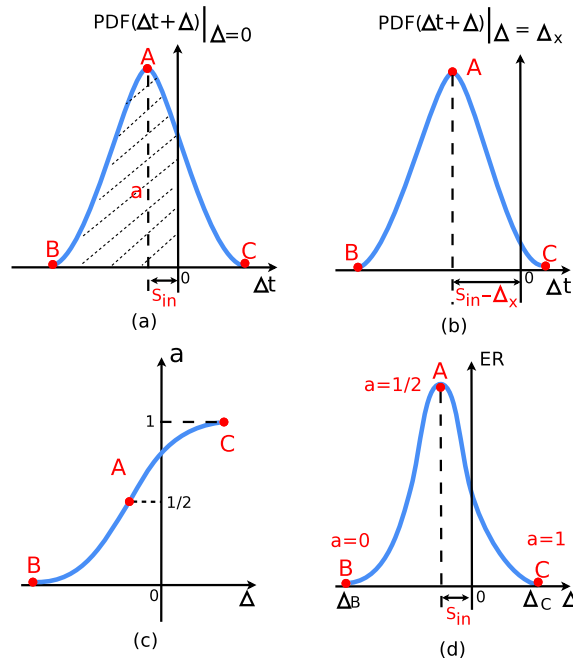 PDF(Δt+Δ)|Δ=0
A
a
B
C
0
Δt
Sin
(a)
PDF(Δt+Δ)|Δ = Δx
A
B
C
0
Δt
Sin-Δx
(b)
a
1
C
A
1/2
B
0
Δ
(c)
ER
A
a=1/2
a=0
a=1
B
C
ΔB
0
ΔC
Δ
Sin
(d)